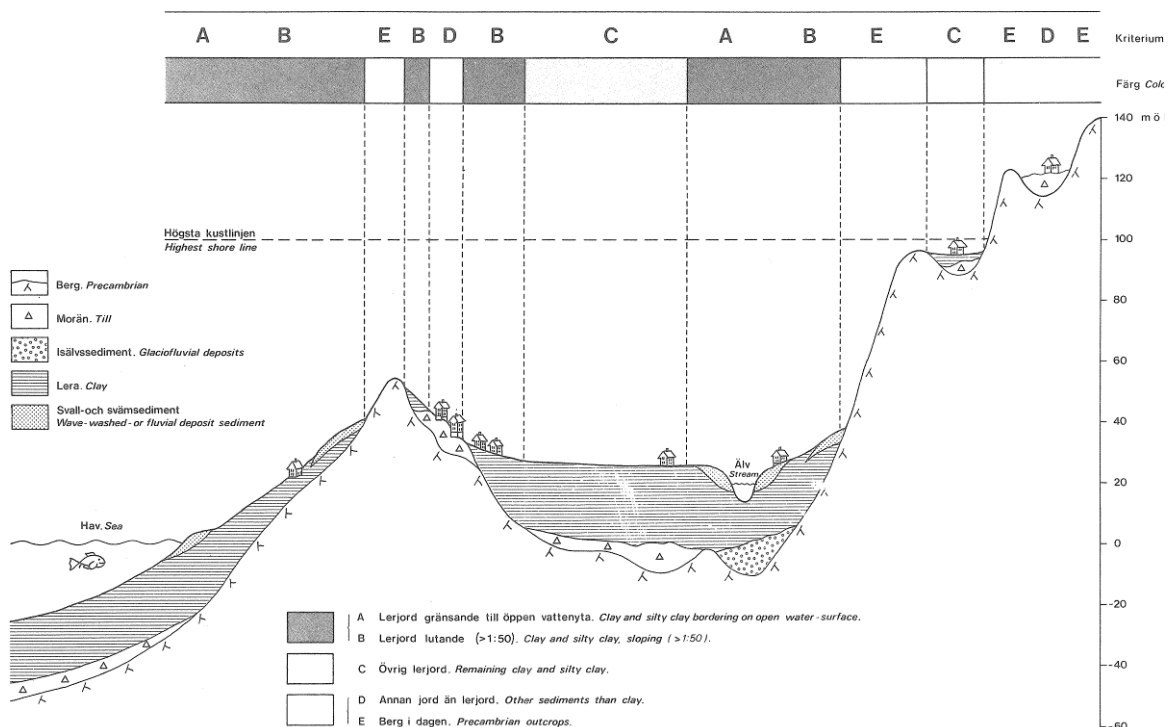 A B E B D B C A B E C E D E Kriterium
Färg
140
120
Högsta kustlinjen
Highest shore line
100
Berg. Precambrian
80
Morän. Till
Isälvssediment. Glaciofluvial deposits
60
Lera. Clay
Svall-och svämsediment
Wave-washed- or fluvial deposit sediment
40
Älv
Stream
20
Hav. Sea
0
-20
A Lerjord gränsande till öppen vattenyta. Clay and silty clay bordering on open water-surface.
B Lerjord lutande (>1:50). Clay and silty clay, sloping (>1:50).
C Övrig lerjord. Remaining clay and silty clay.
-40
D Annan jord än lerjord. Other sediments than clay.
E Berg i dagen. Precambrian outcrops.
-60